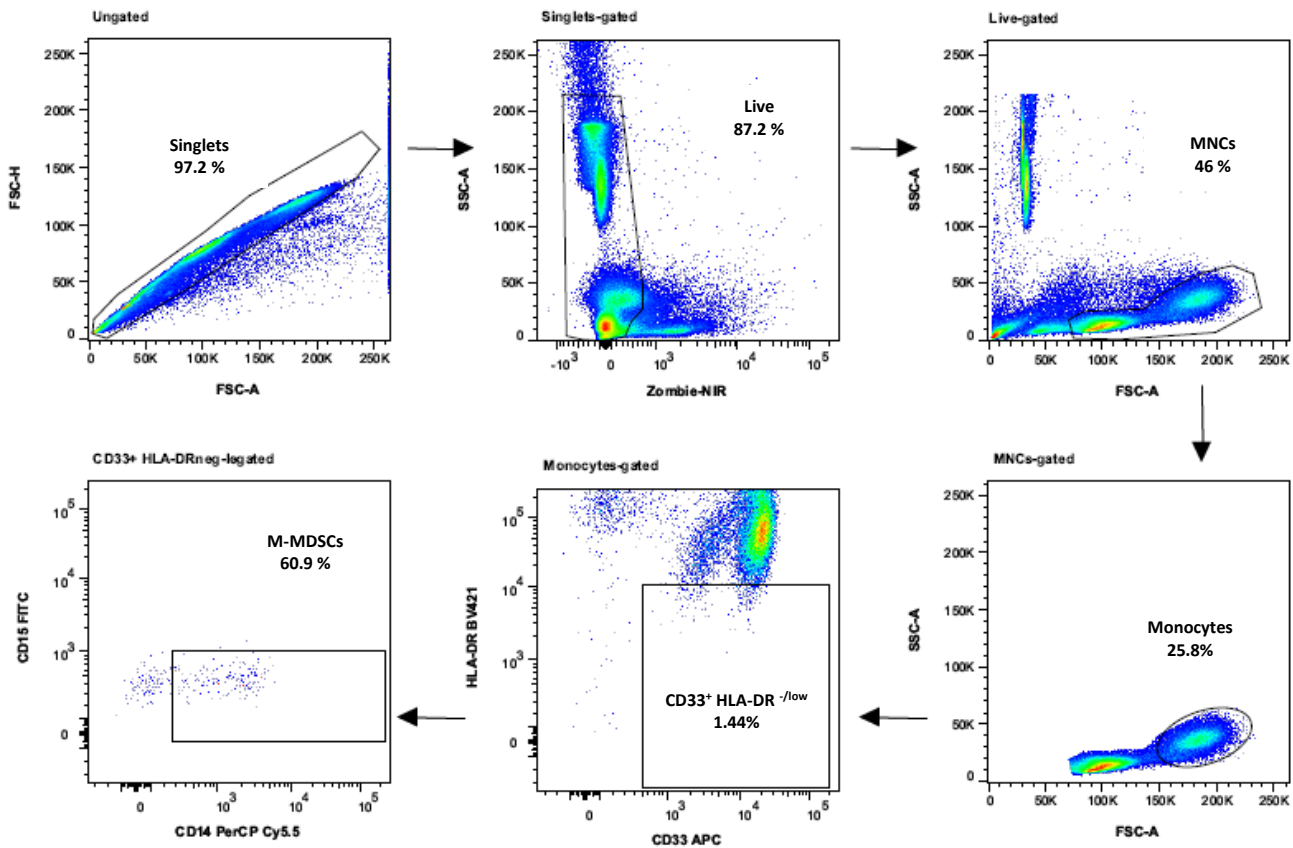 Ungated
250K
200K
150K
100K
50K
0
FSC-H
Singlets
97.2 %
0 50K 100K 150K 200K 250K
FSC-A
Singlets-gated
250K
200K
150K
100K
50K
0
SSC-A
Live
87.2 %
-10³ 0 10³ 10⁴ 10⁵
Zombie-NIR
Live-gated
250K
200K
150K
100K
50K
0
SSC-A
MNCs
46 %
0 50K 100K 150K 200K 250K
FSC-A
CD33+ HLA-DRneg-logated
10⁵
10⁴
10³
0
CD15 FITC
M-MDSCs
60.9 %
0 10³ 10⁴ 10⁵
CD14 PerCP Cy5.5
Monocytes-gated
10⁵
10⁴
10³
0
HLA-DR BV421
CD33⁺ HLA-DR ⁻/ˡᵒʷ
1.44%
0 10³ 10⁴ 10⁵
CD33 APC
MNCs-gated
250K
200K
150K
100K
50K
0
SSC-A
Monocytes
25.8%
0 50K 100K 150K 200K 250K
FSC-A